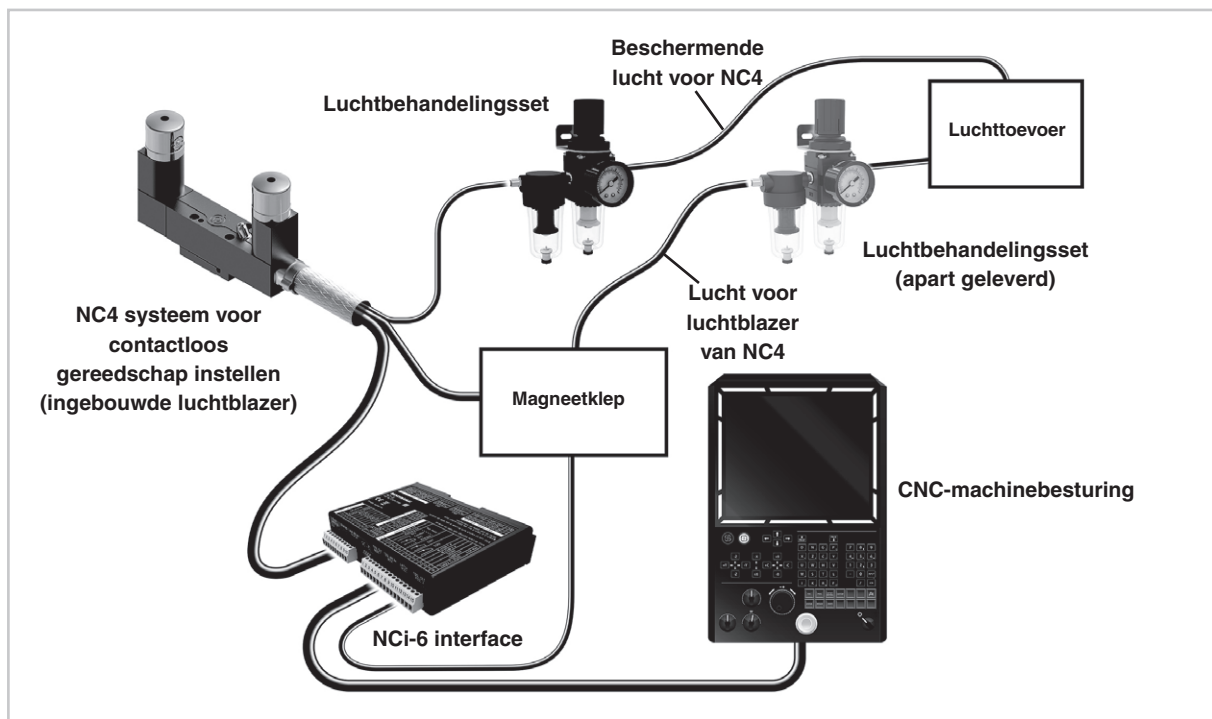 Beschermende
lucht voor NC4
Luchtbehandelingsset
Luchttoevoer
Luchtbehandelingsset
(apart geleverd)
Lucht voor
luchtblazer
van NC4
NC4 systeem voor
contactloos
gereedschap instellen
(ingebouwde luchtblazer)
Magneetklep
CNC-machinebesturing
NCi-6 interface